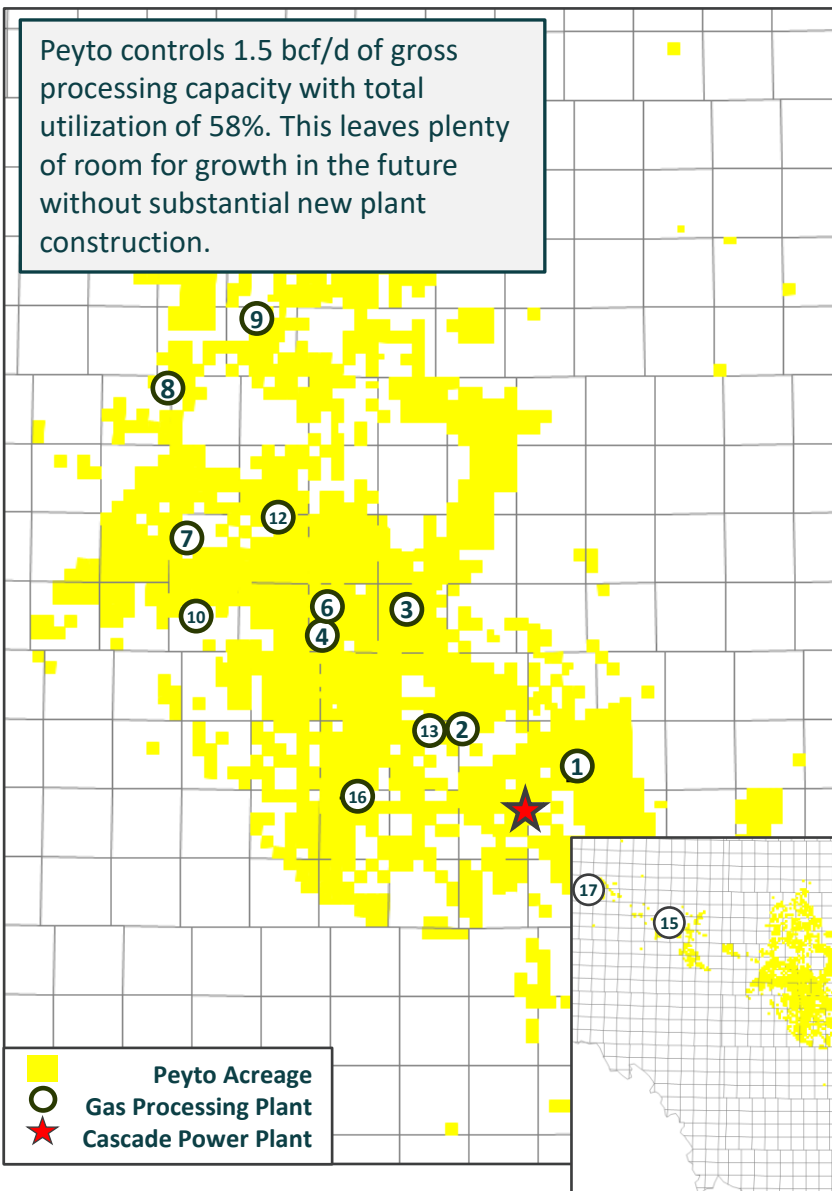 Peyto controls 1.5 bcf/d of gross
processing capacity with total
utilization of 58%. This leaves plenty
of room for growth in the future
without substantial new plant
construction.
9
8
12
7
6
3
10
4
13
2
1
16
17
15
Peyto Acreage
Gas Processing Plant
Cascade Power Plant